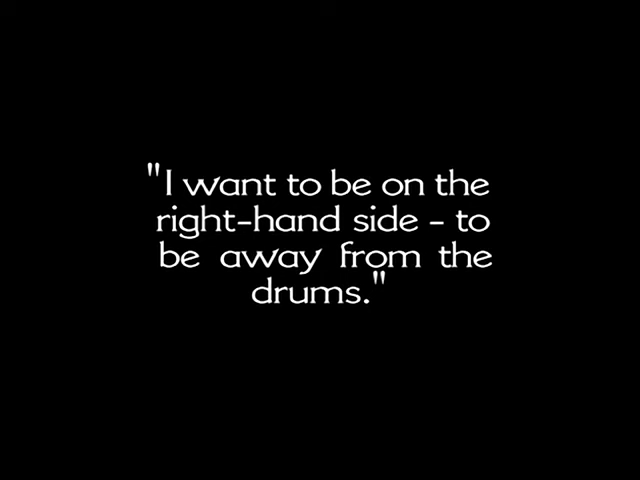 "I want to be on the
right-hand side - to
be away from the
drums."